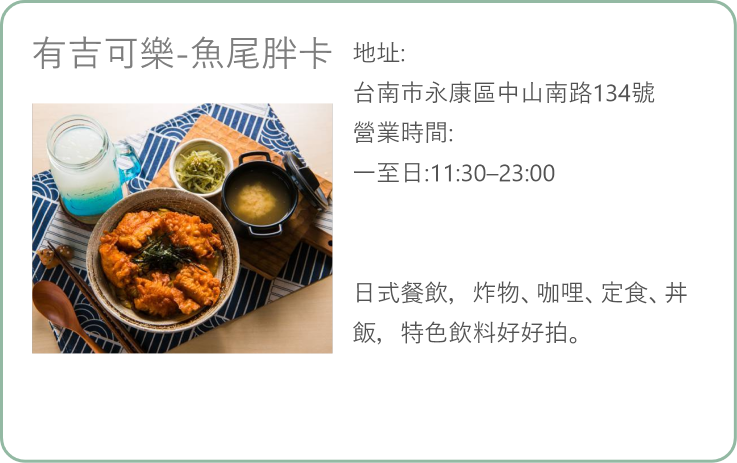 有吉可樂-魚尾胖卡
地址:
台南市永康區中山南路134號
營業時間:
一至日:11:30–23:00
日式餐飲，炸物、咖哩、定食、丼
飯，特色飲料好好拍。